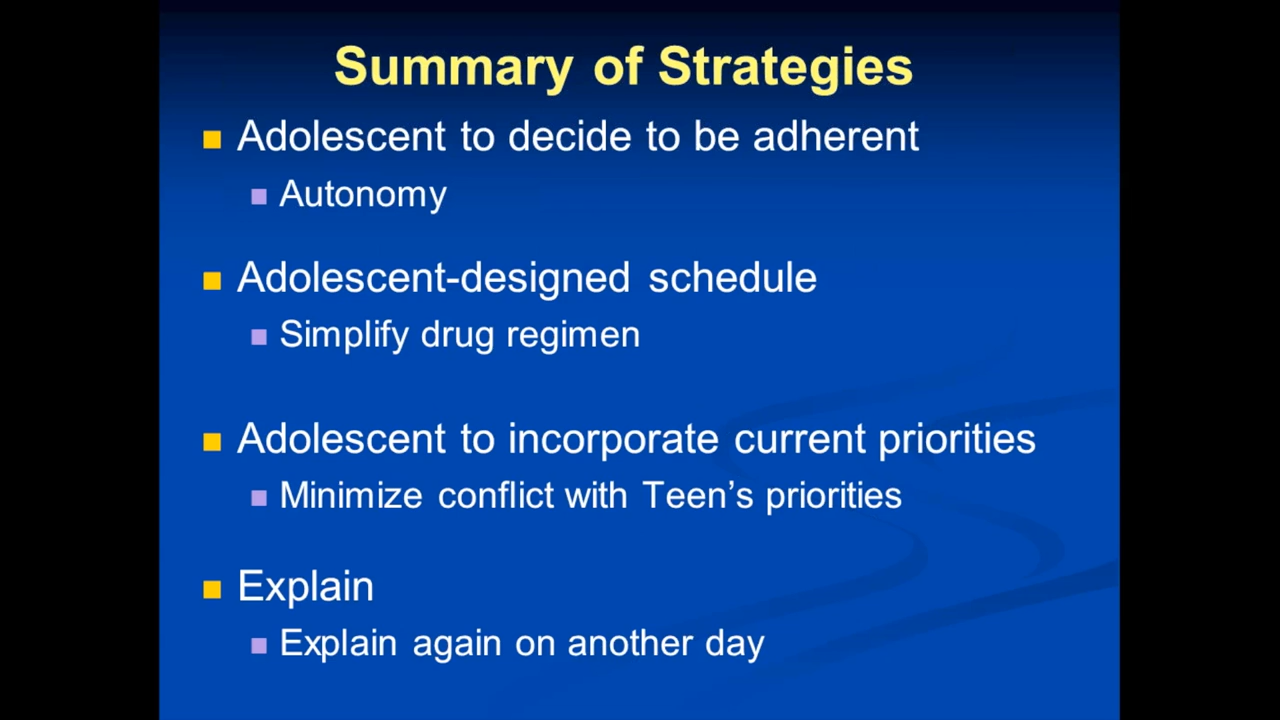 Summary of Strategies
Adolescent to decide to be adherent
Autonomy
Adolescent-designed schedule
Simplify drug regimen
Adolescent to incorporate current priorities
Minimize conflict with Teen’s priorities
Explain
Explain again on another day